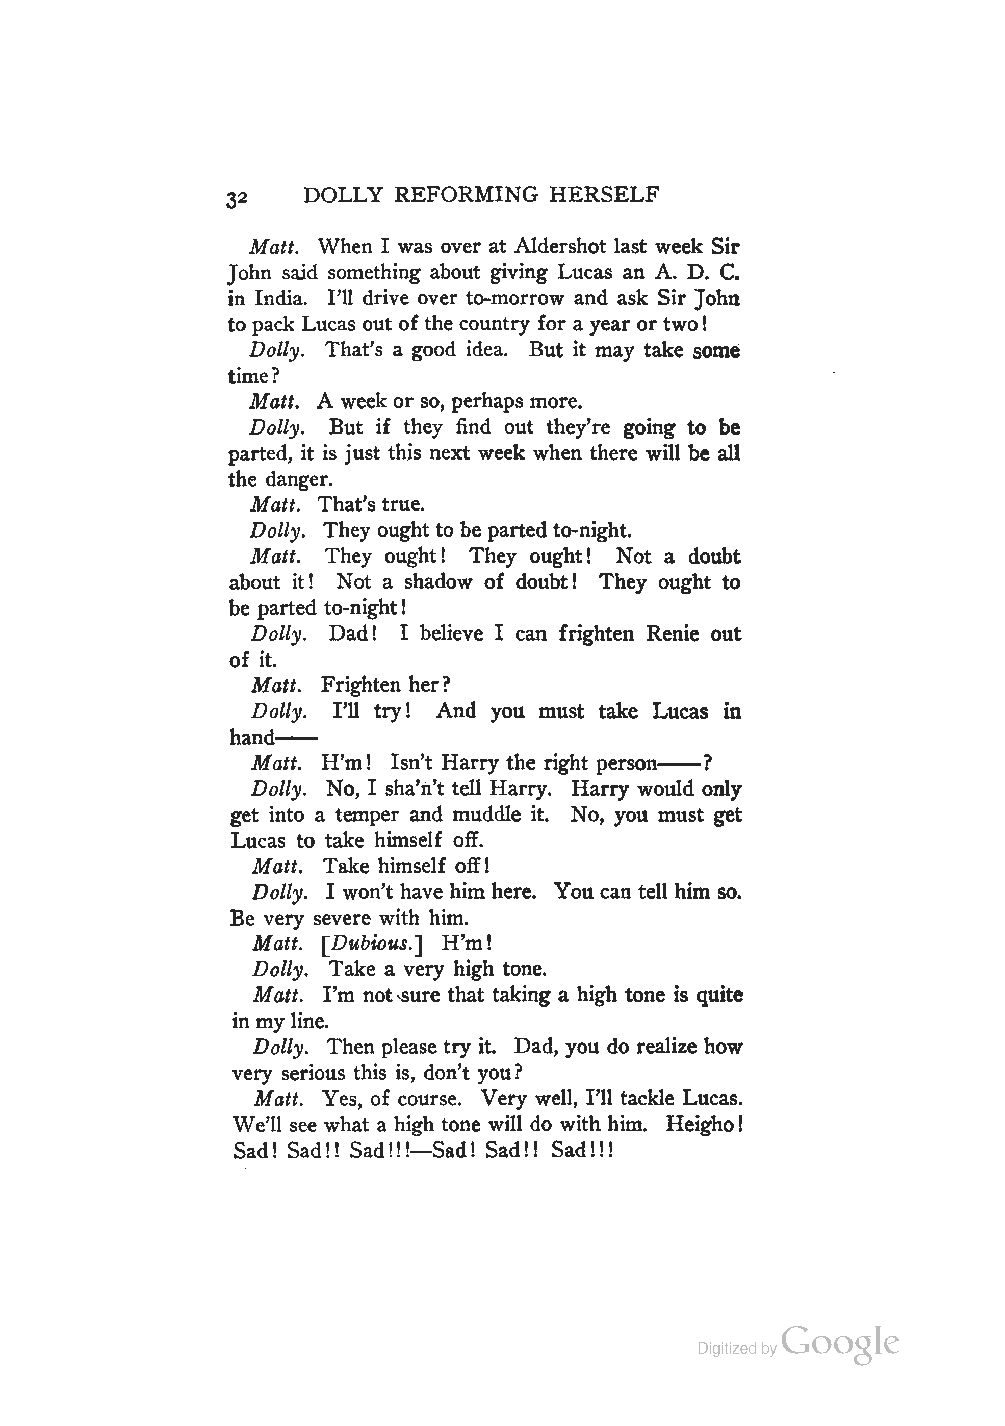 32 DOLLY REFORMING HERSELF
Matt. When I was over at Aldershot last week Sir
John said something about giving Lucas an A. D. C.
in India. I'll drive over to-morrow and ask Sir John
to pack Lucas out of the country for a year or two!
Dolly. That's a good idea. But it may take some
time?
Matt. A week or so, perhaps more.
Dolly. But if they find out they're going to be
parted, it is just this next week when there will be all
the danger.
Matt. That's true.
Dolly. They ought to be parted to-night.
Matt. They ought! They ought! Not a doubt
about it! Not a shadow of doubt! They ought to
be parted to-night!
Dolly. Dad! I believe I can frighten Renie out
of it.
Matt. Frighten her?
Dolly. I'll try! And you must take Lucas in
hand——
Matt. H'm! Isn't Harry the right person——?
Dolly. No, I sha'n't tell Harry. Harry would only
get into a temper and muddle it. No, you must get
Lucas to take himself off.
Matt. Take himself off!
Dolly. I won't have him here. You can tell him so.
Be very severe with him.
Matt. [Dubious.] H'm!
Dolly. Take a very high tone.
Matt. I'm not sure that taking a high tone is quite
in my line.
Dolly. Then please try it. Dad, you do realize how
very serious this is, don't you?
Matt. Yes, of course. Very well, I'll tackle Lucas.
We'll see what a high tone will do with him. Heigho!
Sad! Sad!! Sad!!!—Sad! Sad!! Sad!!!
Digitized by Google